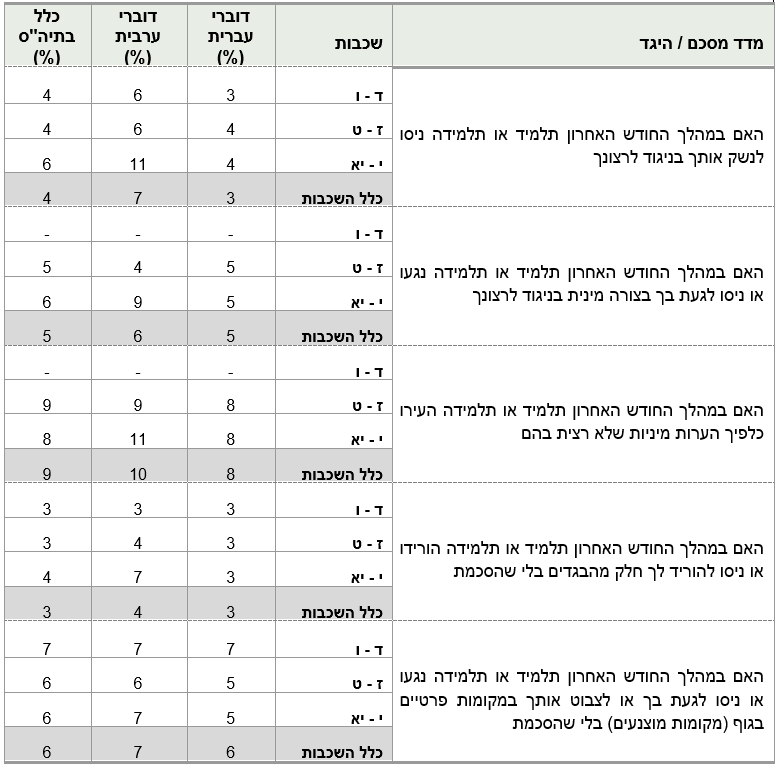 מדד מסכם / היגד | שכבות | דוברי עברית (%) | דוברי ערבית (%) | כלל בתיה"ס (%)
האם במהלך החודש האחרון תלמיד או תלמידה ניסו
לנשק אותך בניגוד לרצונך
ד - ו | 3 | 6 | 4
ז - ט | 4 | 6 | 4
י - יא | 4 | 11 | 6
כלל השכבות | 3 | 7 | 4
האם במהלך החודש האחרון תלמיד או תלמידה נגעו
או ניסו לגעת בך בצורה מינית בניגוד לרצונך
ד - ו | - | - | -
ז - ט | 5 | 4 | 5
י - יא | 5 | 9 | 6
כלל השכבות | 5 | 6 | 5
האם במהלך החודש האחרון תלמיד או תלמידה העירו
כלפיך הערות מיניות שלא רצית בהם
ד - ו | - | - | -
ז - ט | 8 | 9 | 9
י - יא | 8 | 11 | 8
כלל השכבות | 8 | 10 | 9
האם במהלך החודש האחרון תלמיד או תלמידה הורידו
או ניסו להוריד לך חלק מהבגדים בלי שהסכמת
ד - ו | 3 | 3 | 3
ז - ט | 3 | 4 | 3
י - יא | 3 | 7 | 4
כלל השכבות | 3 | 4 | 3
האם במהלך החודש האחרון תלמיד או תלמידה נגעו
או ניסו לגעת בך או לצבוט אותך במקומות פרטיים
בגוף (מקומות מוצנעים) בלי שהסכמת
ד - ו | 7 | 7 | 7
ז - ט | 5 | 6 | 6
י - יא | 5 | 7 | 6
כלל השכבות | 6 | 7 | 6